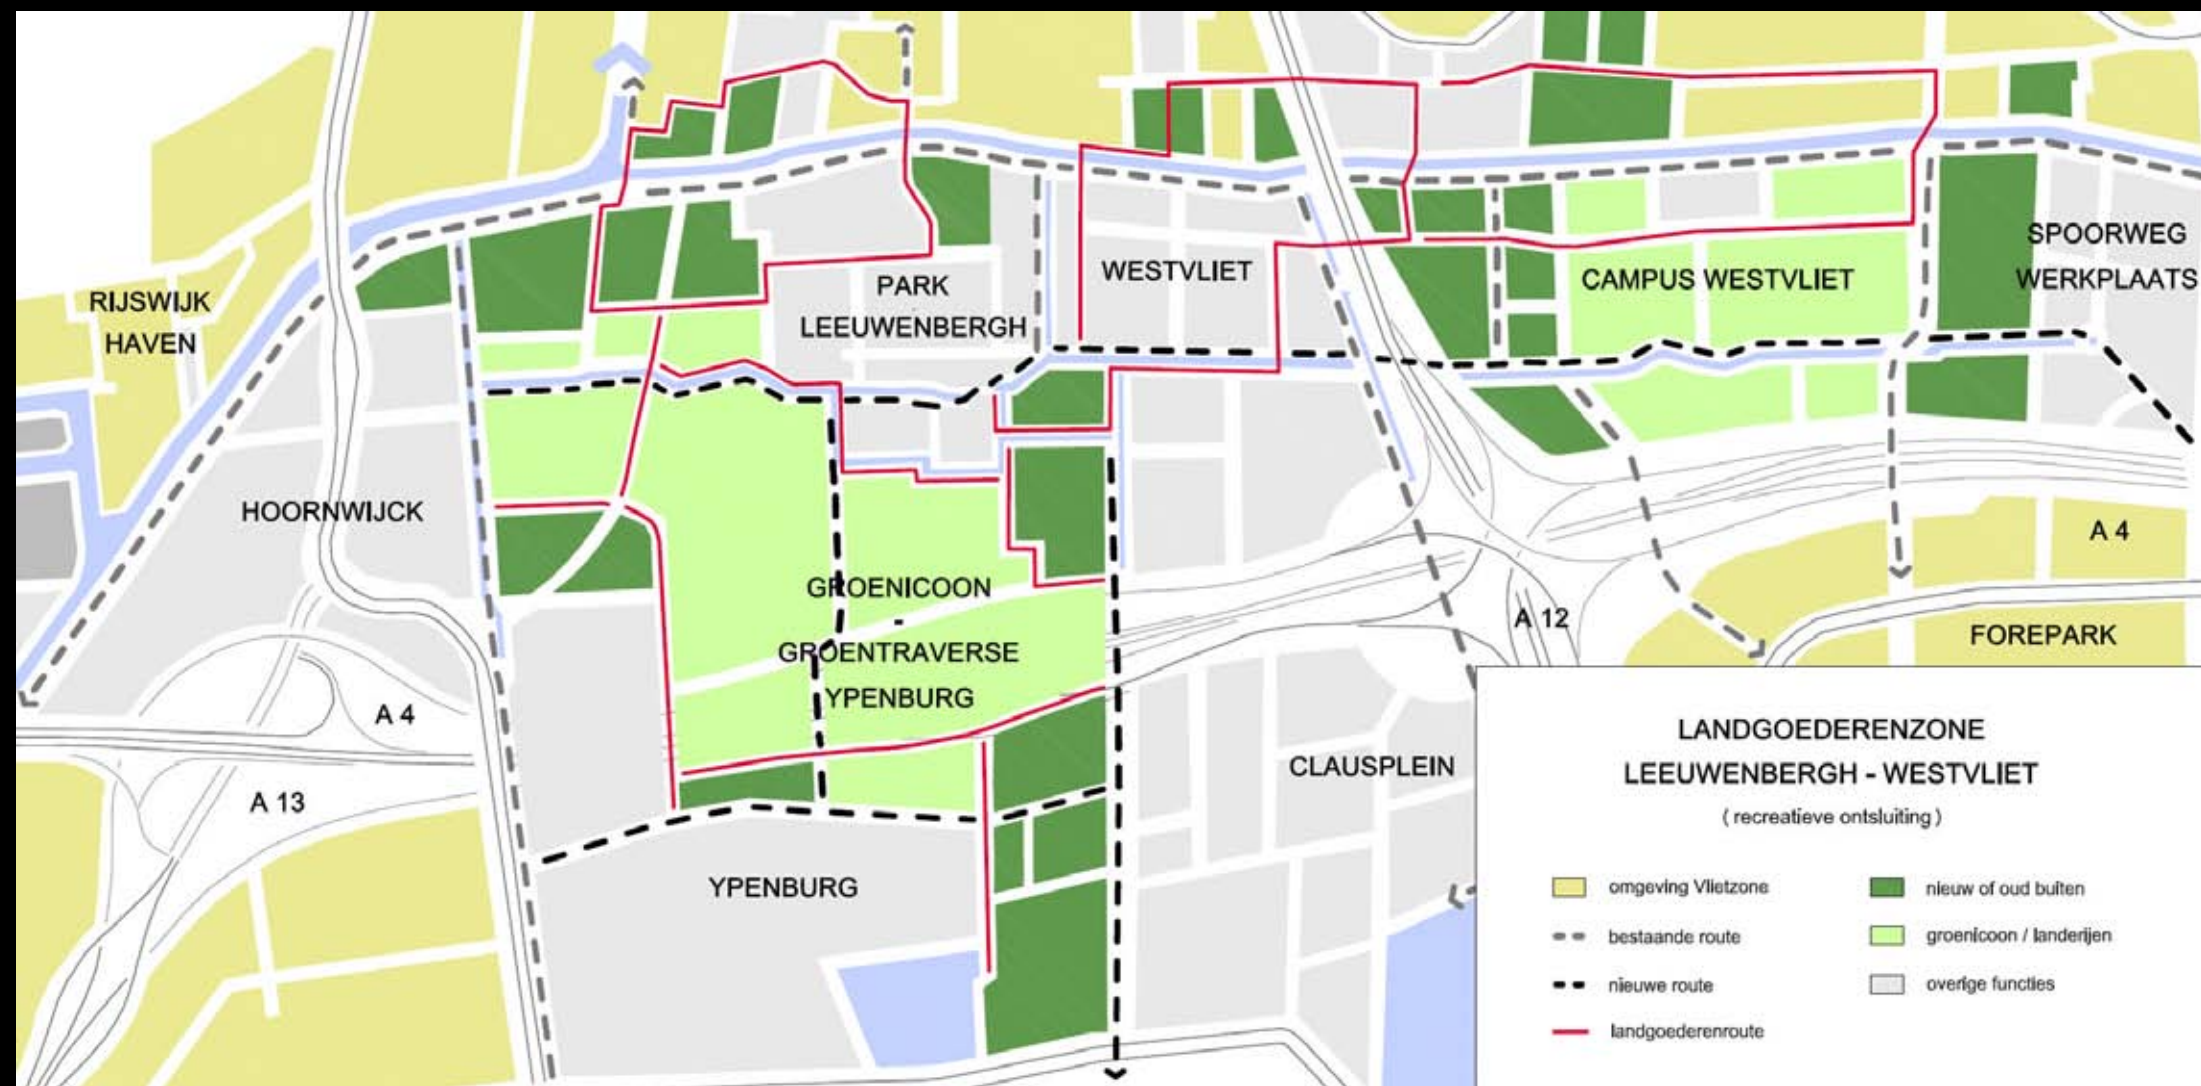 RIJSWIJK
HAVEN
PARK
LEEUWENBERGH
WESTVLIET
CAMPUS WESTVLIET
SPOORWEG
WERKPLAATS
HOORNWIJCK
GROENICOON
-
GROENTRAVERSE
YPENBURG
A 4
A 12
FOREPARK
A 4
A 13
CLAUSPLEIN
YPENBURG
LANDGOEDERENZONE
LEEUWENBERGH - WESTVLIET
( recreatieve ontsluiting )
omgeving Vlietzone
bestaande route
nieuwe route
landgoederenroute
nieuw of oud buiten
groenicoon / landerijen
overige functies